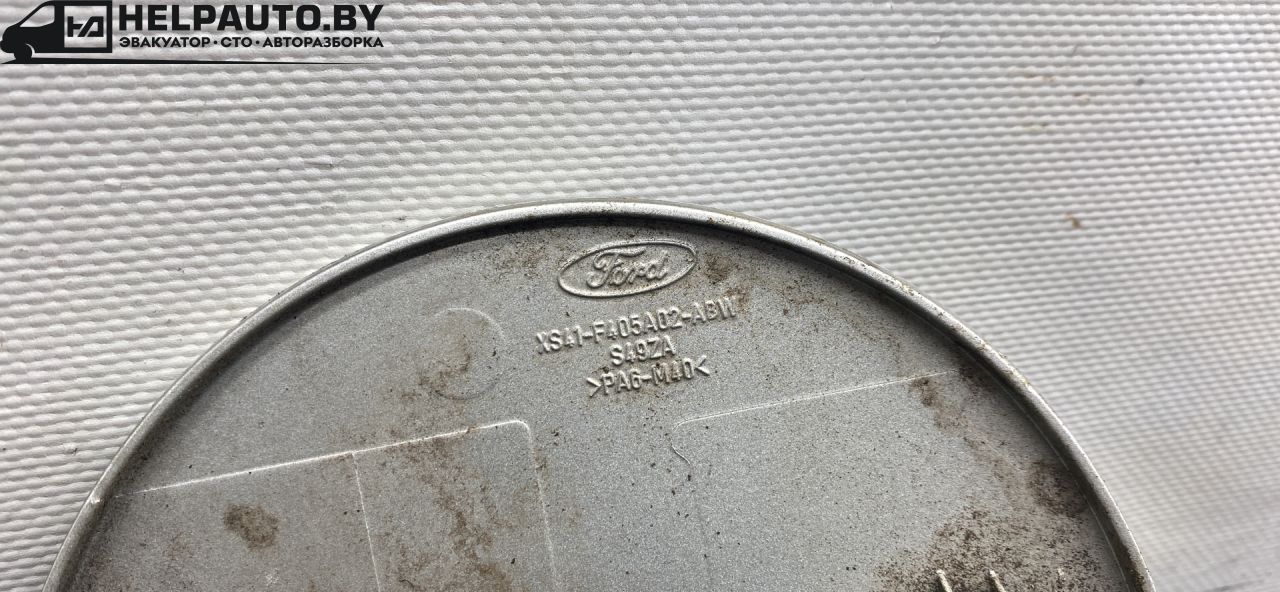 HELPAUTO.BY
ЭВАКУАТОР·СТО·АВТОРАЗБОРКА
Ford
XS41-F405A02-ABW
S49ZA
>PA6-M40<